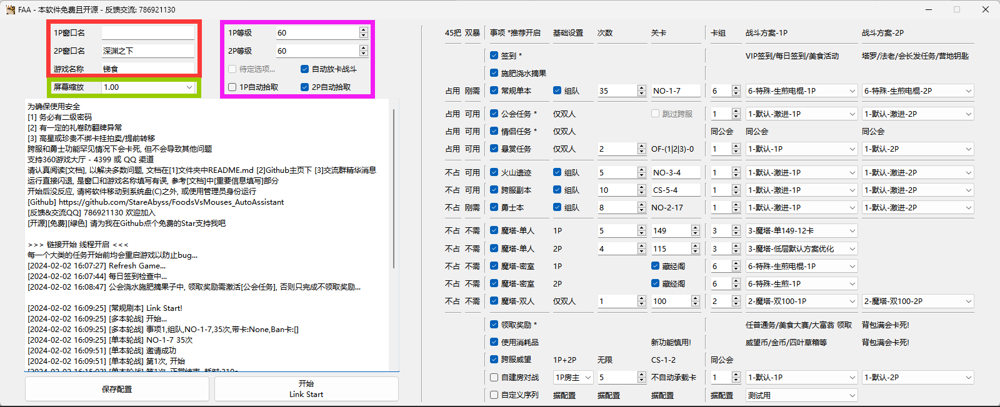 FAA - 本软件免费且开源 - 反馈交流: 786921130
1P窗口名
2P窗口名 深渊之下
游戏名称 锑食
屏幕缩放 1.00
1P等级 60
2P等级 60
待定选项... 自动放卡战斗
1P自动拾取 2P自动拾取
为确保使用安全
[1] 务必有二级密码
[2] 有一定的礼卷防翻牌异常
[3] 高星或珍贵不绑卡挂拍卖/提前转移
跨服和勇士功能罕见情况下会卡死, 但不会导致其他问题
支持360游戏大厅 - 4399 或 QQ 渠道
请认真阅读[文档], 以解决多数问题, 文档在[1]文件夹中README.md [2]Github主页下 [3]交流群精华消息
运行直接闪退, 是窗口和游戏名称填写有误, 参考[文档]中[重要信息填写]部分
开始后没反应, 请将软件移动到系统盘(C)之外, 或使用管理员身份运行
[Github] https://github.com/StareAbyss/FoodsVsMouses_AutoAssistant
[反馈&交流QQ] 786921130 欢迎加入
[开源][免费][绿色] 请为我在Github点个免费的Star支持我吧
>>> 链接开始 线程开启 <<<
每一个大类的任务开始前均会重启游戏以防止bug...
[2024-02-02 16:07:27] Refresh Game...
[2024-02-02 16:07:44] 每日签到检查中...
[2024-02-02 16:08:47] 公会浇水施肥摘果子中, 领取奖励需激活[公会任务], 否则只完成不领取奖励...
[2024-02-02 16:09:25] [常规刷本] Link Start!
[2024-02-02 16:09:25] [多本轮战] 开始...
[2024-02-02 16:09:25] [多本轮战] 事项1,组队,NO-1-7,35次,带卡:None,Ban卡:[]
[2024-02-02 16:09:25] [单本轮战] NO-1-7 35次
[2024-02-02 16:09:51] [单本轮战] 邀请成功
[2024-02-02 16:09:51] [单本轮战] 第1次, 开始
[2024-02-02 16:15:02] [单本轮战] 第1次, 正常结束, 耗时:310s
保存配置
开始
Link Start
45把 双暴 事项 *推荐开启 基础设置 次数 关卡 卡组 战斗方案-1P 战斗方案-2P
签到 * VIP签到/每日签到/美食活动 塔罗/法老/会长发任务/营地钥匙
施肥浇水摘果
占用 刚需 常规单本 组队 35 NO-1-7 6 6-特殊-生煎电棍-1P 6-特殊-生煎电棍-2P
占用 可用 公会任务 * 仅双人 跳过跨服 1 1-默认-激进-1P 1-默认-激进-2P
占用 可用 情侣任务 * 仅双人 同公会 同公会 同公会
占用 可用 悬赏任务 仅双人 2 OF-(1|2|3)-0 1 1-默认-1P 1-默认-2P
不占 可用 火山遗迹 组队 5 NO-3-4 1 1-默认-激进-1P 1-默认-激进-2P
不占 可用 跨服副本 组队 10 CS-5-4 1 1-默认-激进-1P 1-默认-激进-2P
不占 刚需 勇士本 组队 8 NO-2-17 1 1-默认-激进-1P 1-默认-激进-2P
不占 不需 魔塔-单人 1P 5 149 3 3-魔塔-单149-12卡
不占 不需 魔塔-单人 2P 4 115 3 3-魔塔-低层默认方案优化
不占 不需 魔塔-密室 1P 藏经阁 6 6-特殊-生煎电棍-1P
不占 不需 魔塔-密室 2P 藏经阁 6 6-特殊-生煎-1P
不占 不需 魔塔-双人 仅双人 1 100 2 2-魔塔-双100-1P 2-魔塔-双100-2P
领取奖励 * 任普通务/美食大赛/大富翁 领取 背包满会卡死!
使用消耗品 新功能慎用! 威望币/金币/四叶草箱等 背包满会卡死!
跨服威望 1P+2P 无限 CS-1-2 同公会
自建房对战 1P房主 5 不自动承载卡 1 1-默认-1P 1-默认-2P
自定义序列 据配置 据配置 据配置 据配置 测试用